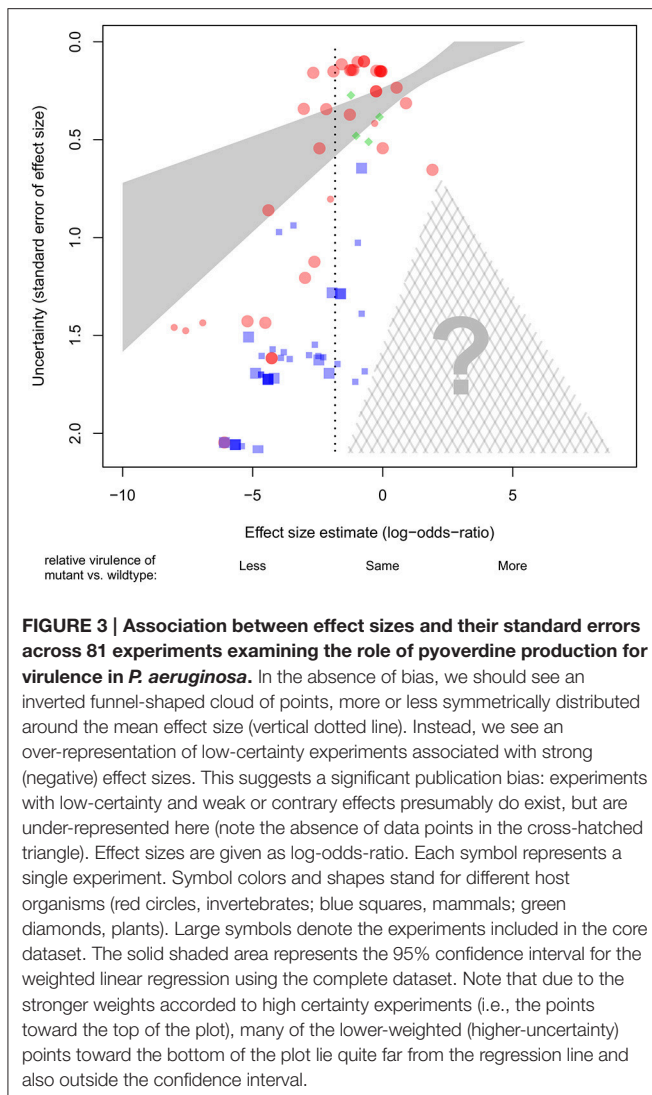 0.0
0.5
1.0
1.5
2.0
Uncertainty (standard error of effect size)
?
−10
−5
0
5
Effect size estimate (log−odds−ratio)
relative virulence of
mutant vs. wildtype:
Less
Same
More
FIGURE 3 | Association between effect sizes and their standard errors
across 81 experiments examining the role of pyoverdine production for
virulence in P. aeruginosa. In the absence of bias, we should see an
inverted funnel-shaped cloud of points, more or less symmetrically distributed
around the mean effect size (vertical dotted line). Instead, we see an
over-representation of low-certainty experiments associated with strong
(negative) effect sizes. This suggests a significant publication bias: experiments
with low-certainty and weak or contrary effects presumably do exist, but are
under-represented here (note the absence of data points in the cross-hatched
triangle). Effect sizes are given as log-odds-ratio. Each symbol represents a
single experiment. Symbol colors and shapes stand for different host
organisms (red circles, invertebrates; blue squares, mammals; green
diamonds, plants). Large symbols denote the experiments included in the core
dataset. The solid shaded area represents the 95% confidence interval for the
weighted linear regression using the complete dataset. Note that due to the
stronger weights accorded to high certainty experiments (i.e., the points
toward the top of the plot), many of the lower-weighted (higher-uncertainty)
points toward the bottom of the plot lie quite far from the regression line and
also outside the confidence interval.